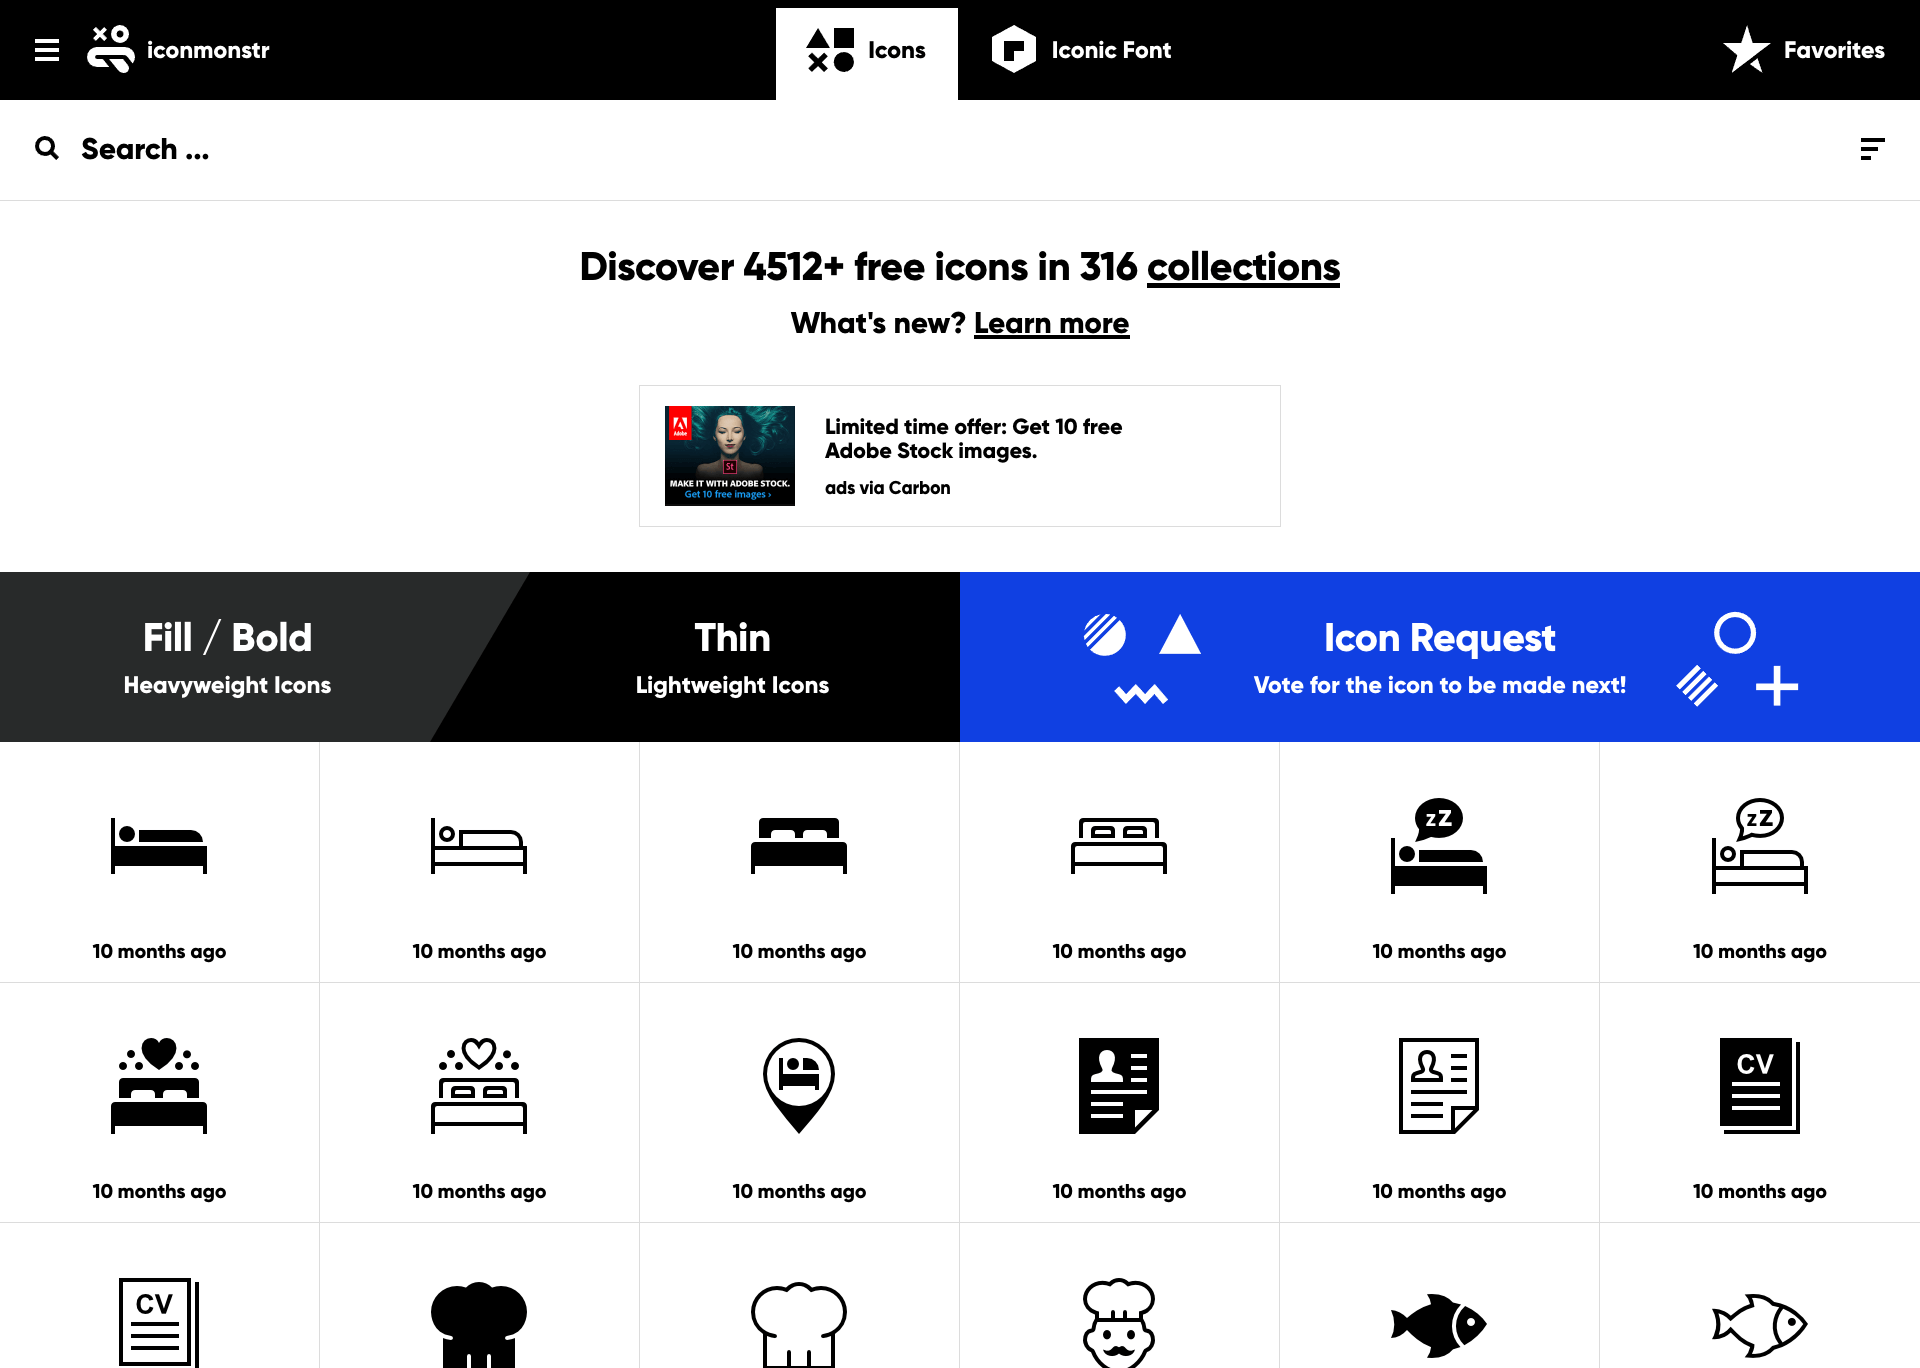 iconmonstr
Icons
Iconic Font
Favorites
Search ...
Discover 4512+ free icons in 316 collections
What's new? Learn more
Adobe
St
MAKE IT WITH ADOBE STOCK.
Get 10 free images ›
Limited time offer: Get 10 free
Adobe Stock images.
ads via Carbon
Fill / Bold
Heavyweight Icons
Thin
Lightweight Icons
Icon Request
Vote for the icon to be made next!
zZ
zZ
10 months ago
10 months ago
10 months ago
10 months ago
10 months ago
10 months ago
CV
10 months ago
10 months ago
10 months ago
10 months ago
10 months ago
10 months ago
CV